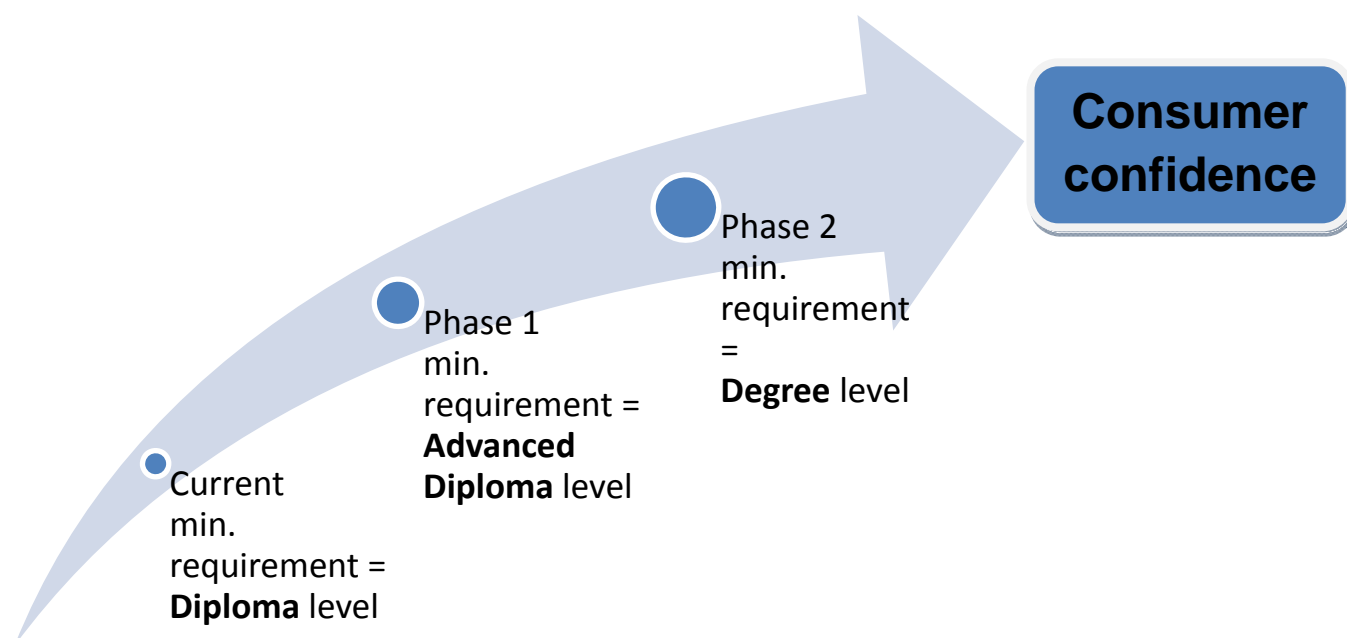 Consumer
confidence
Phase 2
min.
requirement
=
Degree level
Phase 1
min.
requirement =
Advanced
Diploma level
Current
min.
requirement =
Diploma level